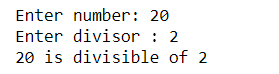 Enter number: 20
Enter divisor : 2
20 is divisible of 2